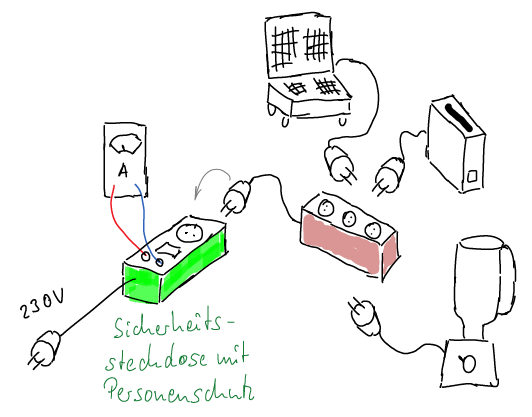 A
230V
Sicherheits-
steckdose mit
Personenschutz